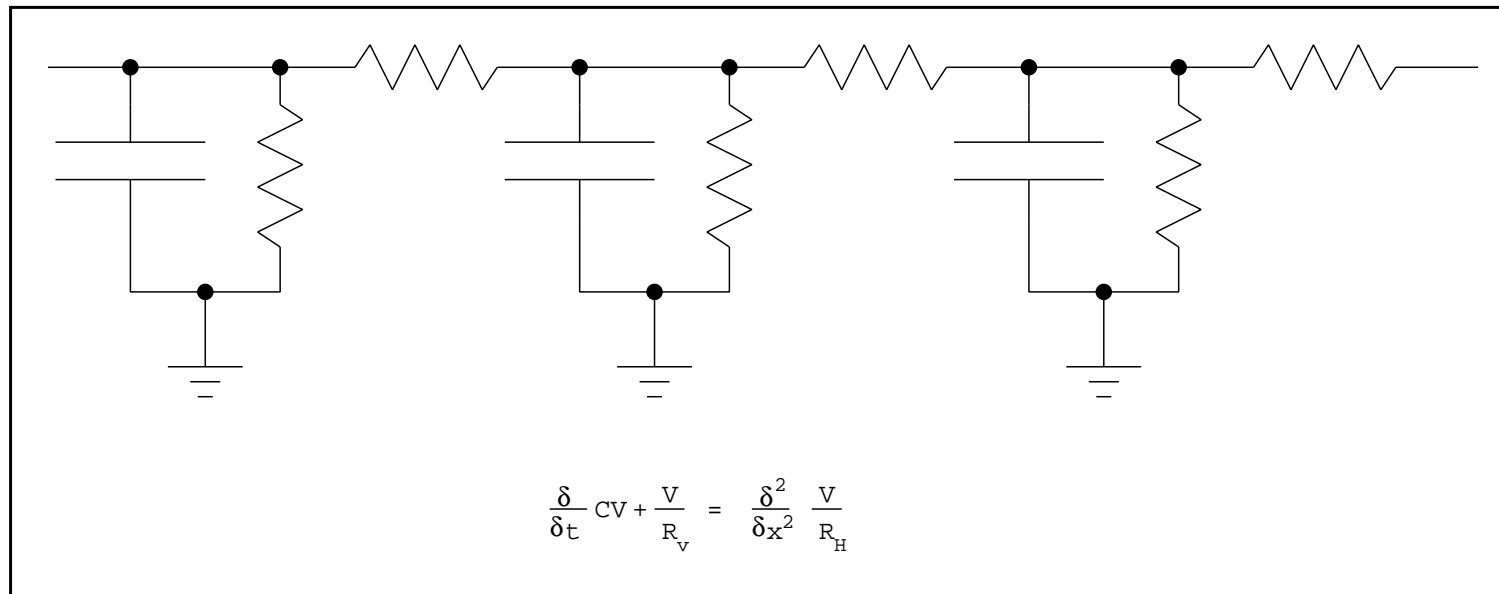 δ/δt CV + V/R_v = δ²/δx² V/R_H